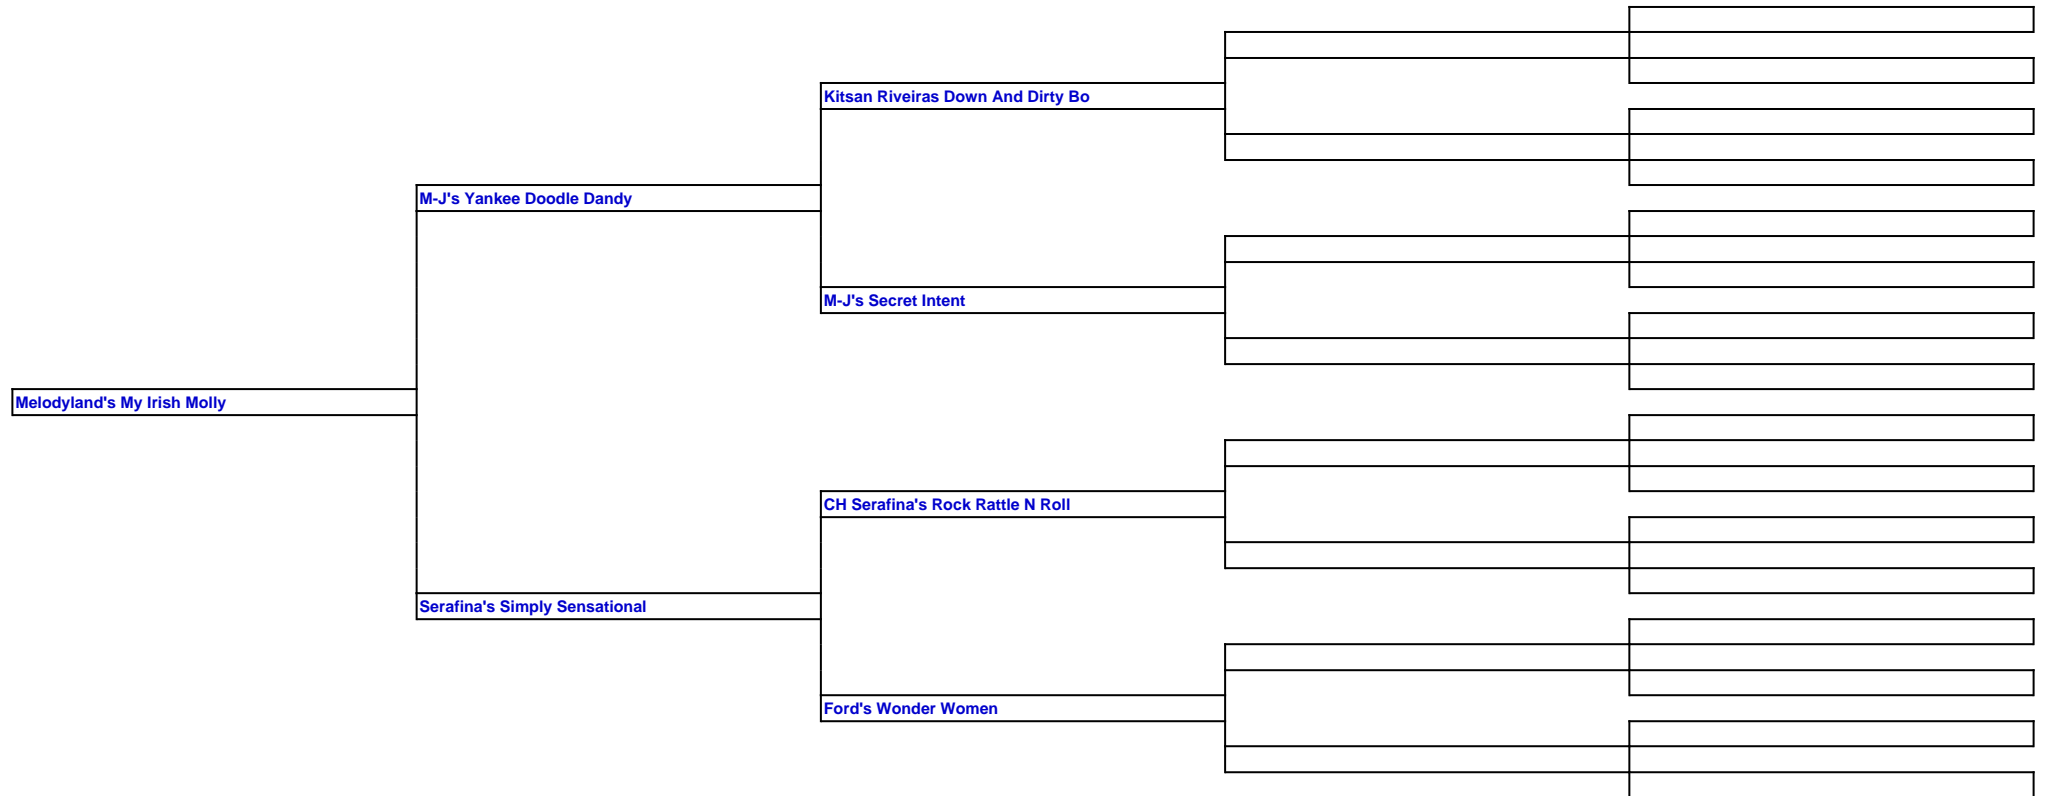 Kitsan Riveiras Down And Dirty Bo
M-J's Yankee Doodle Dandy
M-J's Secret Intent
Melodyland's My Irish Molly
CH Serafina's Rock Rattle N Roll
Serafina's Simply Sensational
Ford's Wonder Women